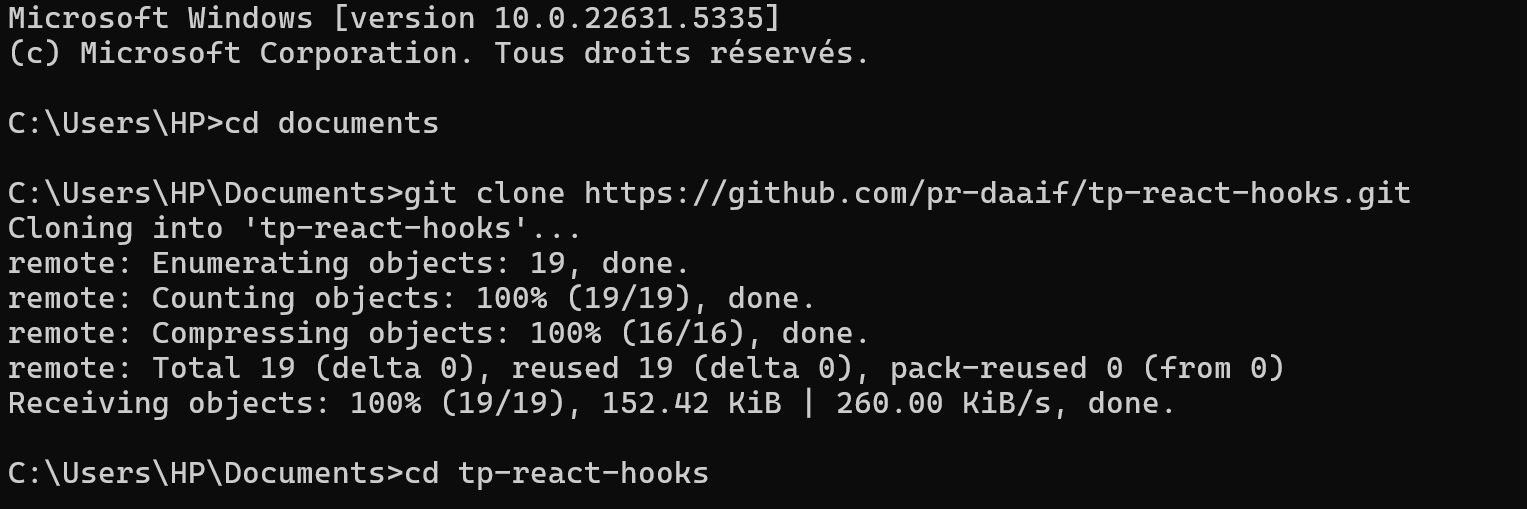 Microsoft Windows [version 10.0.22631.5335]
(c) Microsoft Corporation. Tous droits réservés.
C:\Users\HP>cd documents
C:\Users\HP\Documents>git clone https://github.com/pr-daaif/tp-react-hooks.git
Cloning into 'tp-react-hooks'...
remote: Enumerating objects: 19, done.
remote: Counting objects: 100% (19/19), done.
remote: Compressing objects: 100% (16/16), done.
remote: Total 19 (delta 0), reused 19 (delta 0), pack-reused 0 (from 0)
Receiving objects: 100% (19/19), 152.42 KiB | 260.00 KiB/s, done.
C:\Users\HP\Documents>cd tp-react-hooks